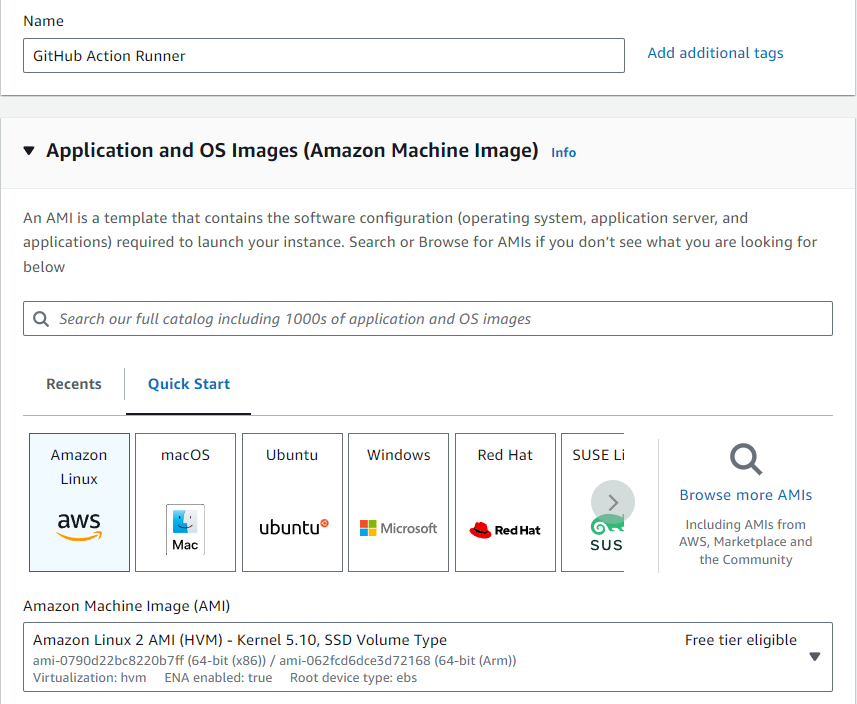 Name
GitHub Action Runner
Add additional tags
Application and OS Images (Amazon Machine Image) Info
An AMI is a template that contains the software configuration (operating system, application server, and
applications) required to launch your instance. Search or Browse for AMIs if you don't see what you are looking for
below
Search our full catalog including 1000s of application and OS images
Recents
Quick Start
Amazon
Linux
aws
macOS
Mac
Ubuntu
ubuntu
Windows
Microsoft
Red Hat
Red Hat
SUSE Li
SUS
Browse more AMIs
Including AMIs from
AWS, Marketplace and
the Community
Amazon Machine Image (AMI)
Amazon Linux 2 AMI (HVM) - Kernel 5.10, SSD Volume Type
Free tier eligible
ami-0790d22bc8220b7ff (64-bit (x86)) / ami-062fcd6dce3d72168 (64-bit (Arm))
Virtualization: hvm ENA enabled: true Root device type: ebs